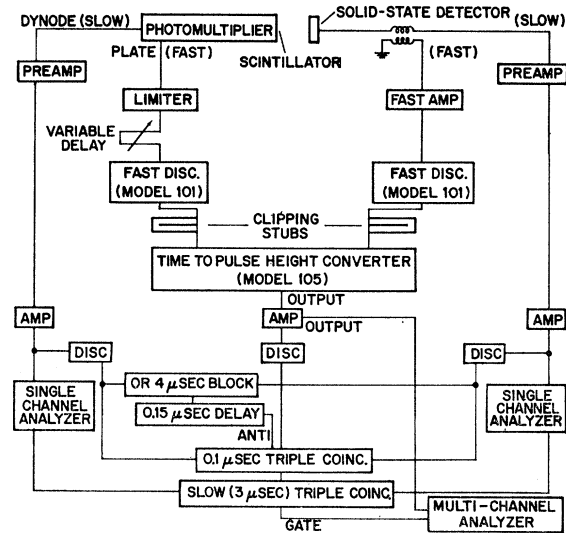 DYNODE (SLOW)
PHOTOMULTIPLIER
SOLID-STATE DETECTOR
(SLOW)
PLATE (FAST)
SCINTILLATOR
(FAST)
PREAMP
PREAMP
LIMITER
FAST AMP
VARIABLE
DELAY
FAST DISC.
(MODEL 101)
FAST DISC.
(MODEL 101)
CLIPPING
STUBS
TIME TO PULSE HEIGHT CONVERTER
(MODEL 105)
OUTPUT
AMP
AMP
OUTPUT
AMP
DISC
DISC
DISC
OR 4 μSEC BLOCK
SINGLE
CHANNEL
ANALYZER
0.15 μSEC DELAY
SINGLE
CHANNEL
ANALYZER
ANTI
0.1 μSEC TRIPLE COINC.
SLOW (3 μSEC) TRIPLE COINC.
GATE
MULTI-CHANNEL
ANALYZER